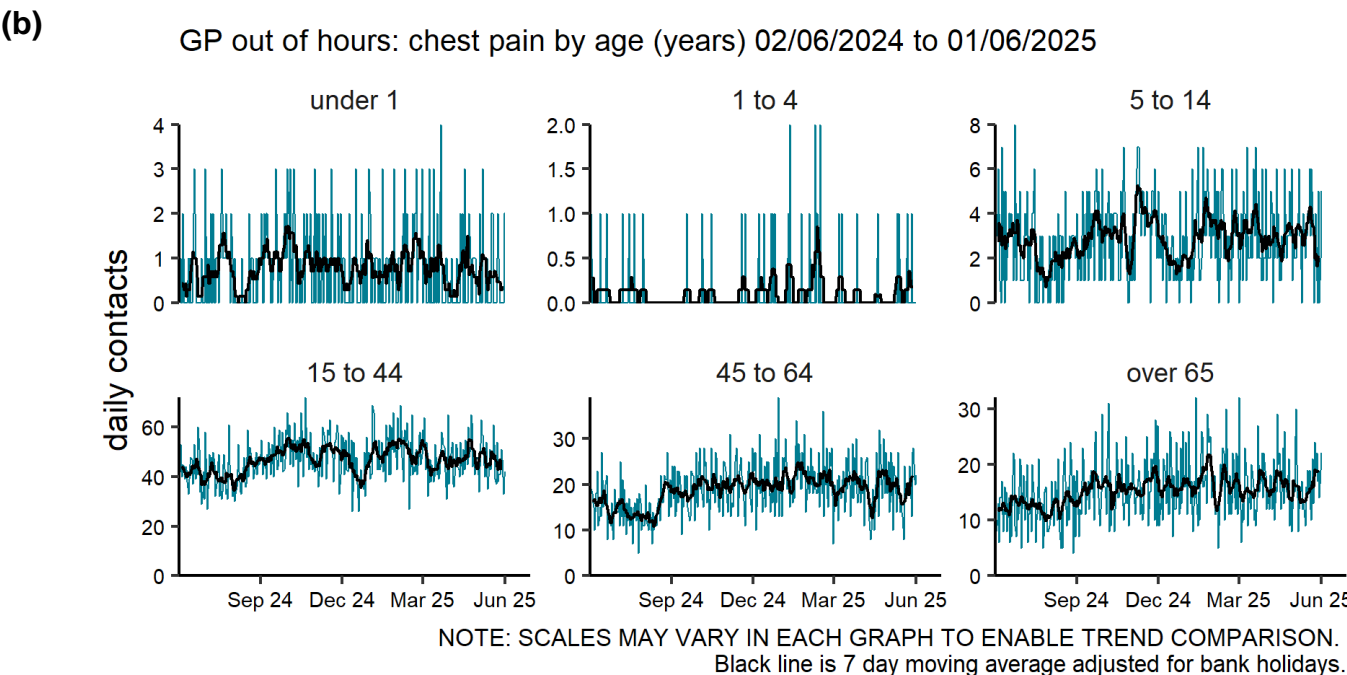 (b)
GP out of hours: chest pain by age (years) 02/06/2024 to 01/06/2025
under 1
1 to 4
5 to 14
4
3
2
1
0
2.0
1.5
1.0
0.5
0.0
8
6
4
2
0
daily contacts
15 to 44
45 to 64
over 65
60
40
20
0
30
20
10
0
30
20
10
0
Sep 24 Dec 24 Mar 25 Jun 25
Sep 24 Dec 24 Mar 25 Jun 25
Sep 24 Dec 24 Mar 25 Jun 25
NOTE: SCALES MAY VARY IN EACH GRAPH TO ENABLE TREND COMPARISON.
Black line is 7 day moving average adjusted for bank holidays.